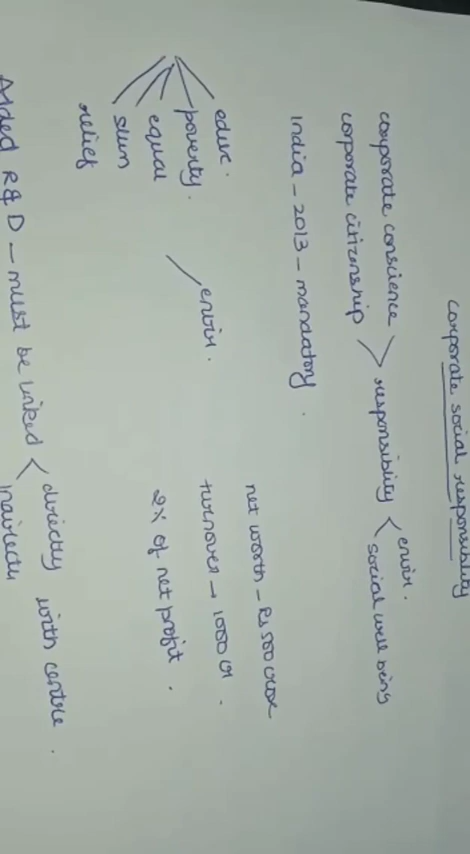 corporate social responsibility
corporate conscience
corporate citizenship
responsibility
envir.
social well being
India - 2013 - mandatory.
net worth - Rs 500 crore
turnover → 1000 cr.
2% of net profit.
educ.
poverty.
equal
slum
relief
envir.
Added R&D - must be linked
directly with centre.
indirectly